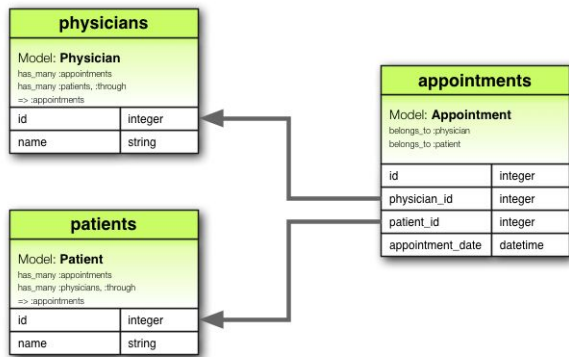 physicians
Model: Physician
has_many :appointments
has_many :patients, :through
=> :appointments
id integer
name string
appointments
Model: Appointment
belongs_to :physician
belongs_to :patient
id integer
physician_id integer
patient_id integer
appointment_date datetime
patients
Model: Patient
has_many :appointments
has_many :physicians, :through
=> :appointments
id integer
name string